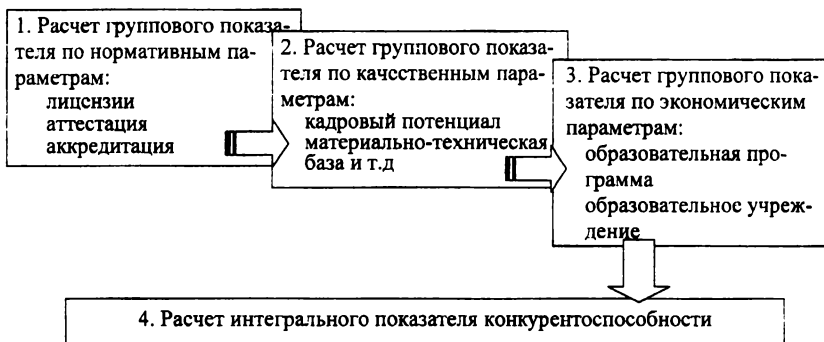 1. Расчет группового показа-
теля по нормативным па-
раметрам:
лицензии
аттестация
аккредитация
2. Расчет группового показа-
теля по качественным пара-
метрам:
кадровый потенциал
материально-техническая
база и т.д
3. Расчет группового пока-
зателя по экономическим
параметрам:
образовательная про-
грамма
образовательное учреж-
дение
4. Расчет интегрального показателя конкурентоспособности